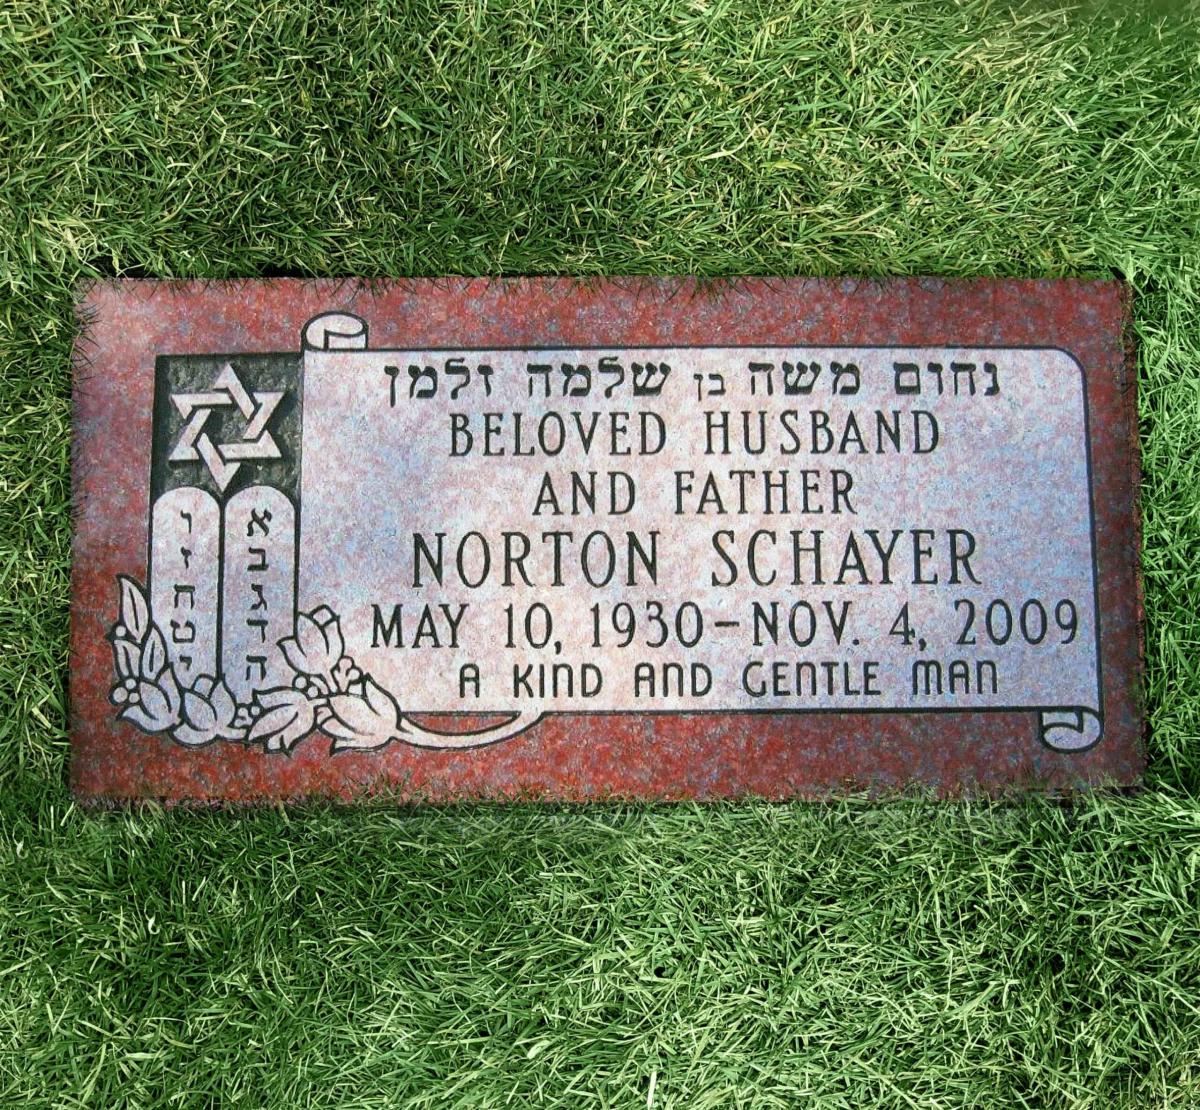 נחום משה בן שלמה זלמן
BELOVED HUSBAND
AND FATHER
NORTON SCHAYER
MAY 10, 1930–NOV. 4, 2009
A KIND AND GENTLE MAN
א
ב
ג
ד
ה
ו
ז
ח
ט
י